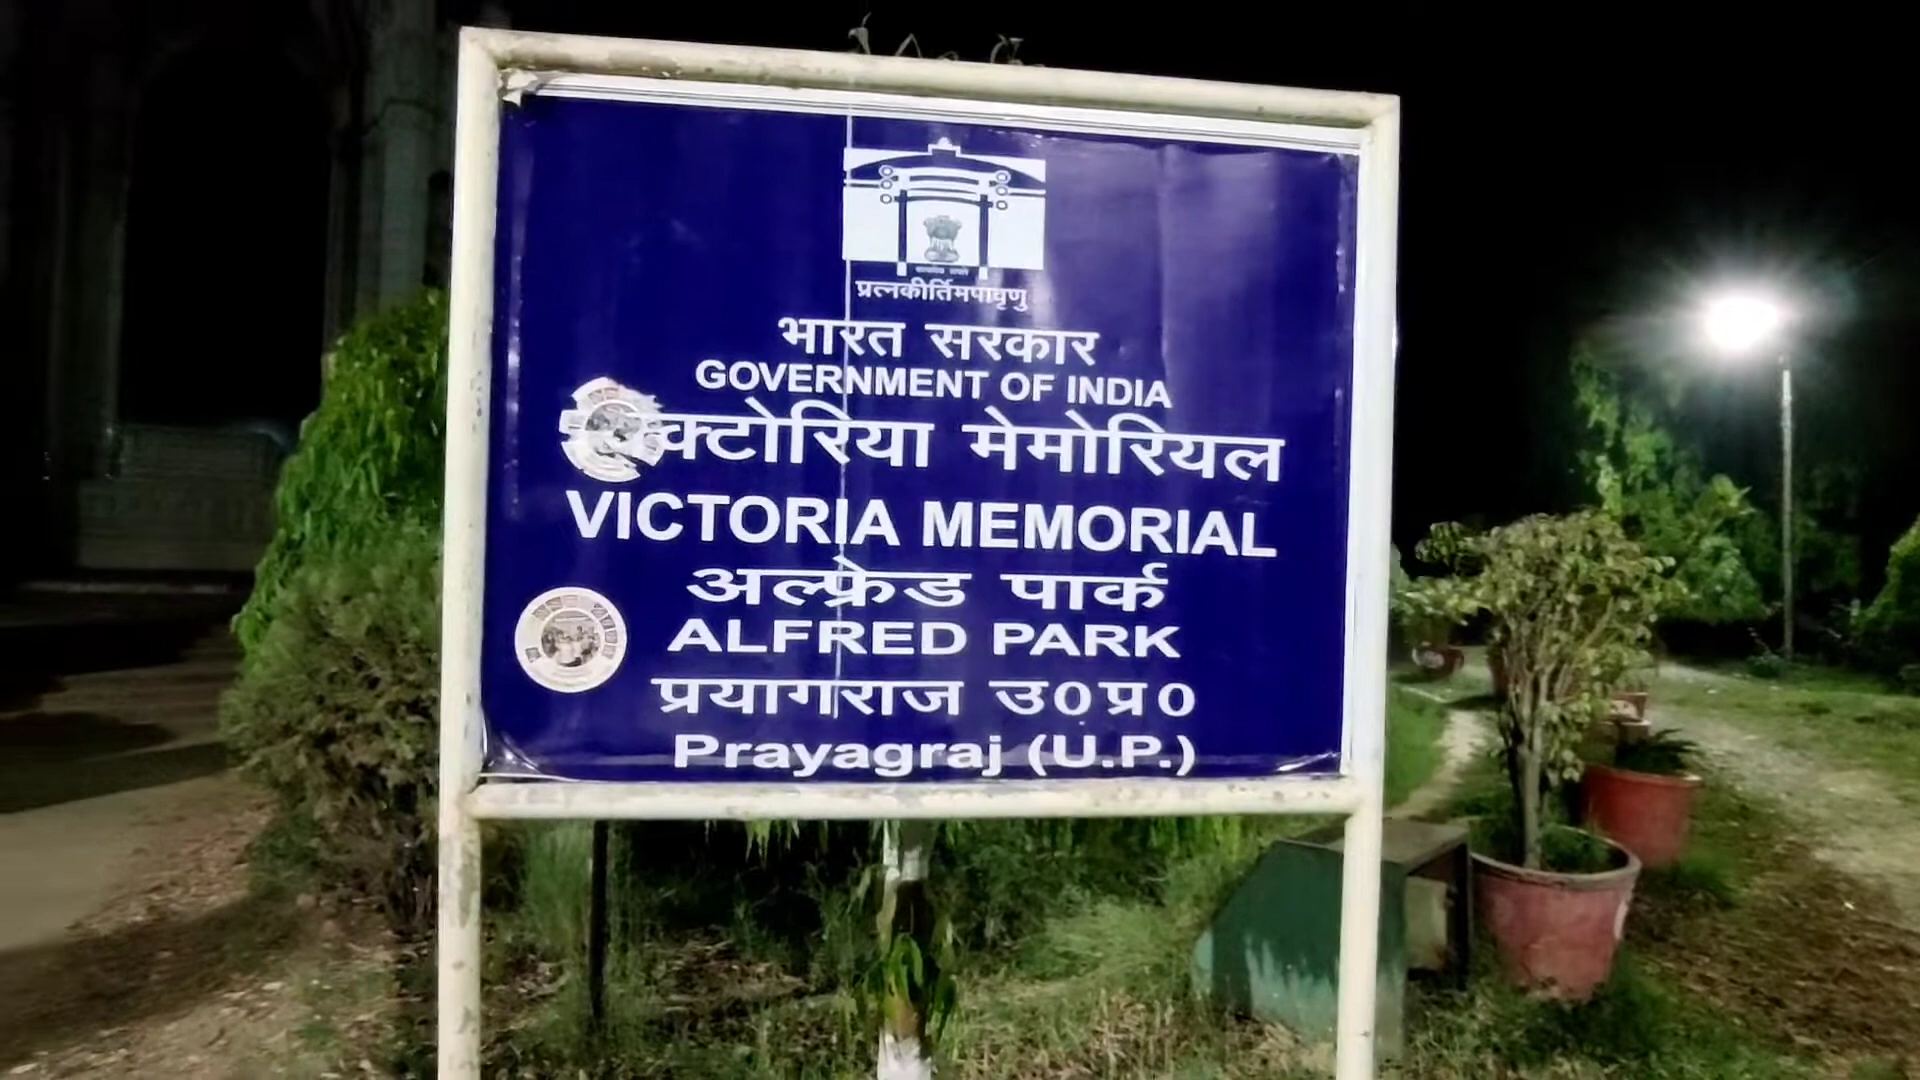 प्रत्नकीर्तिमपावृणु
भारत सरकार
GOVERNMENT OF INDIA
मेमोरियल
VICTORIA MEMORIAL
अल्फ्रेड पार्क
ALFRED PARK
प्रयागराज उ0प्र0
Prayagraj (U.P.)